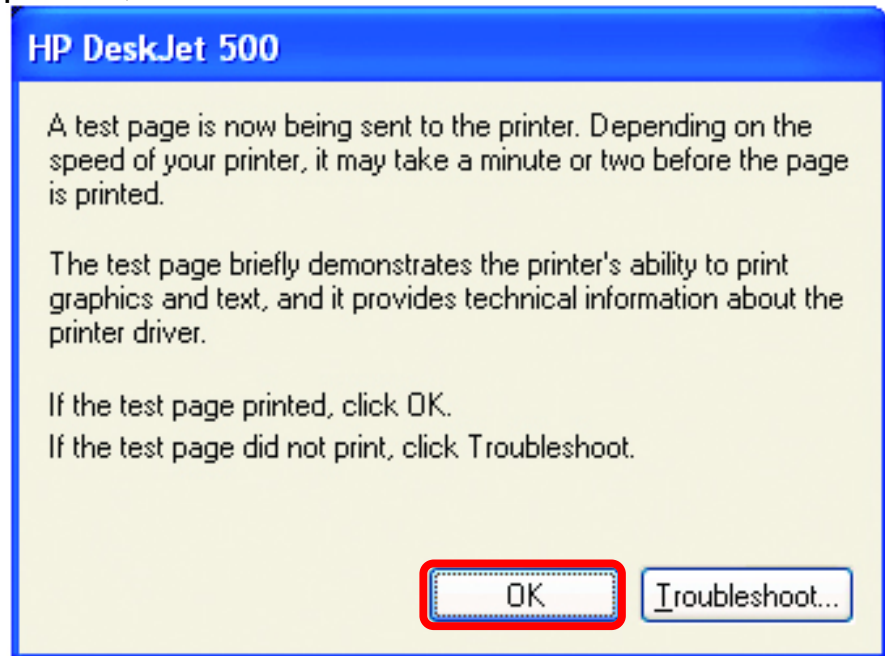 HP DeskJet 500
A test page is now being sent to the printer. Depending on the
speed of your printer, it may take a minute or two before the page
is printed.
The test page briefly demonstrates the printer's ability to print
graphics and text, and it provides technical information about the
printer driver.
If the test page printed, click OK.
If the test page did not print, click Troubleshoot.
OK
Troubleshoot...